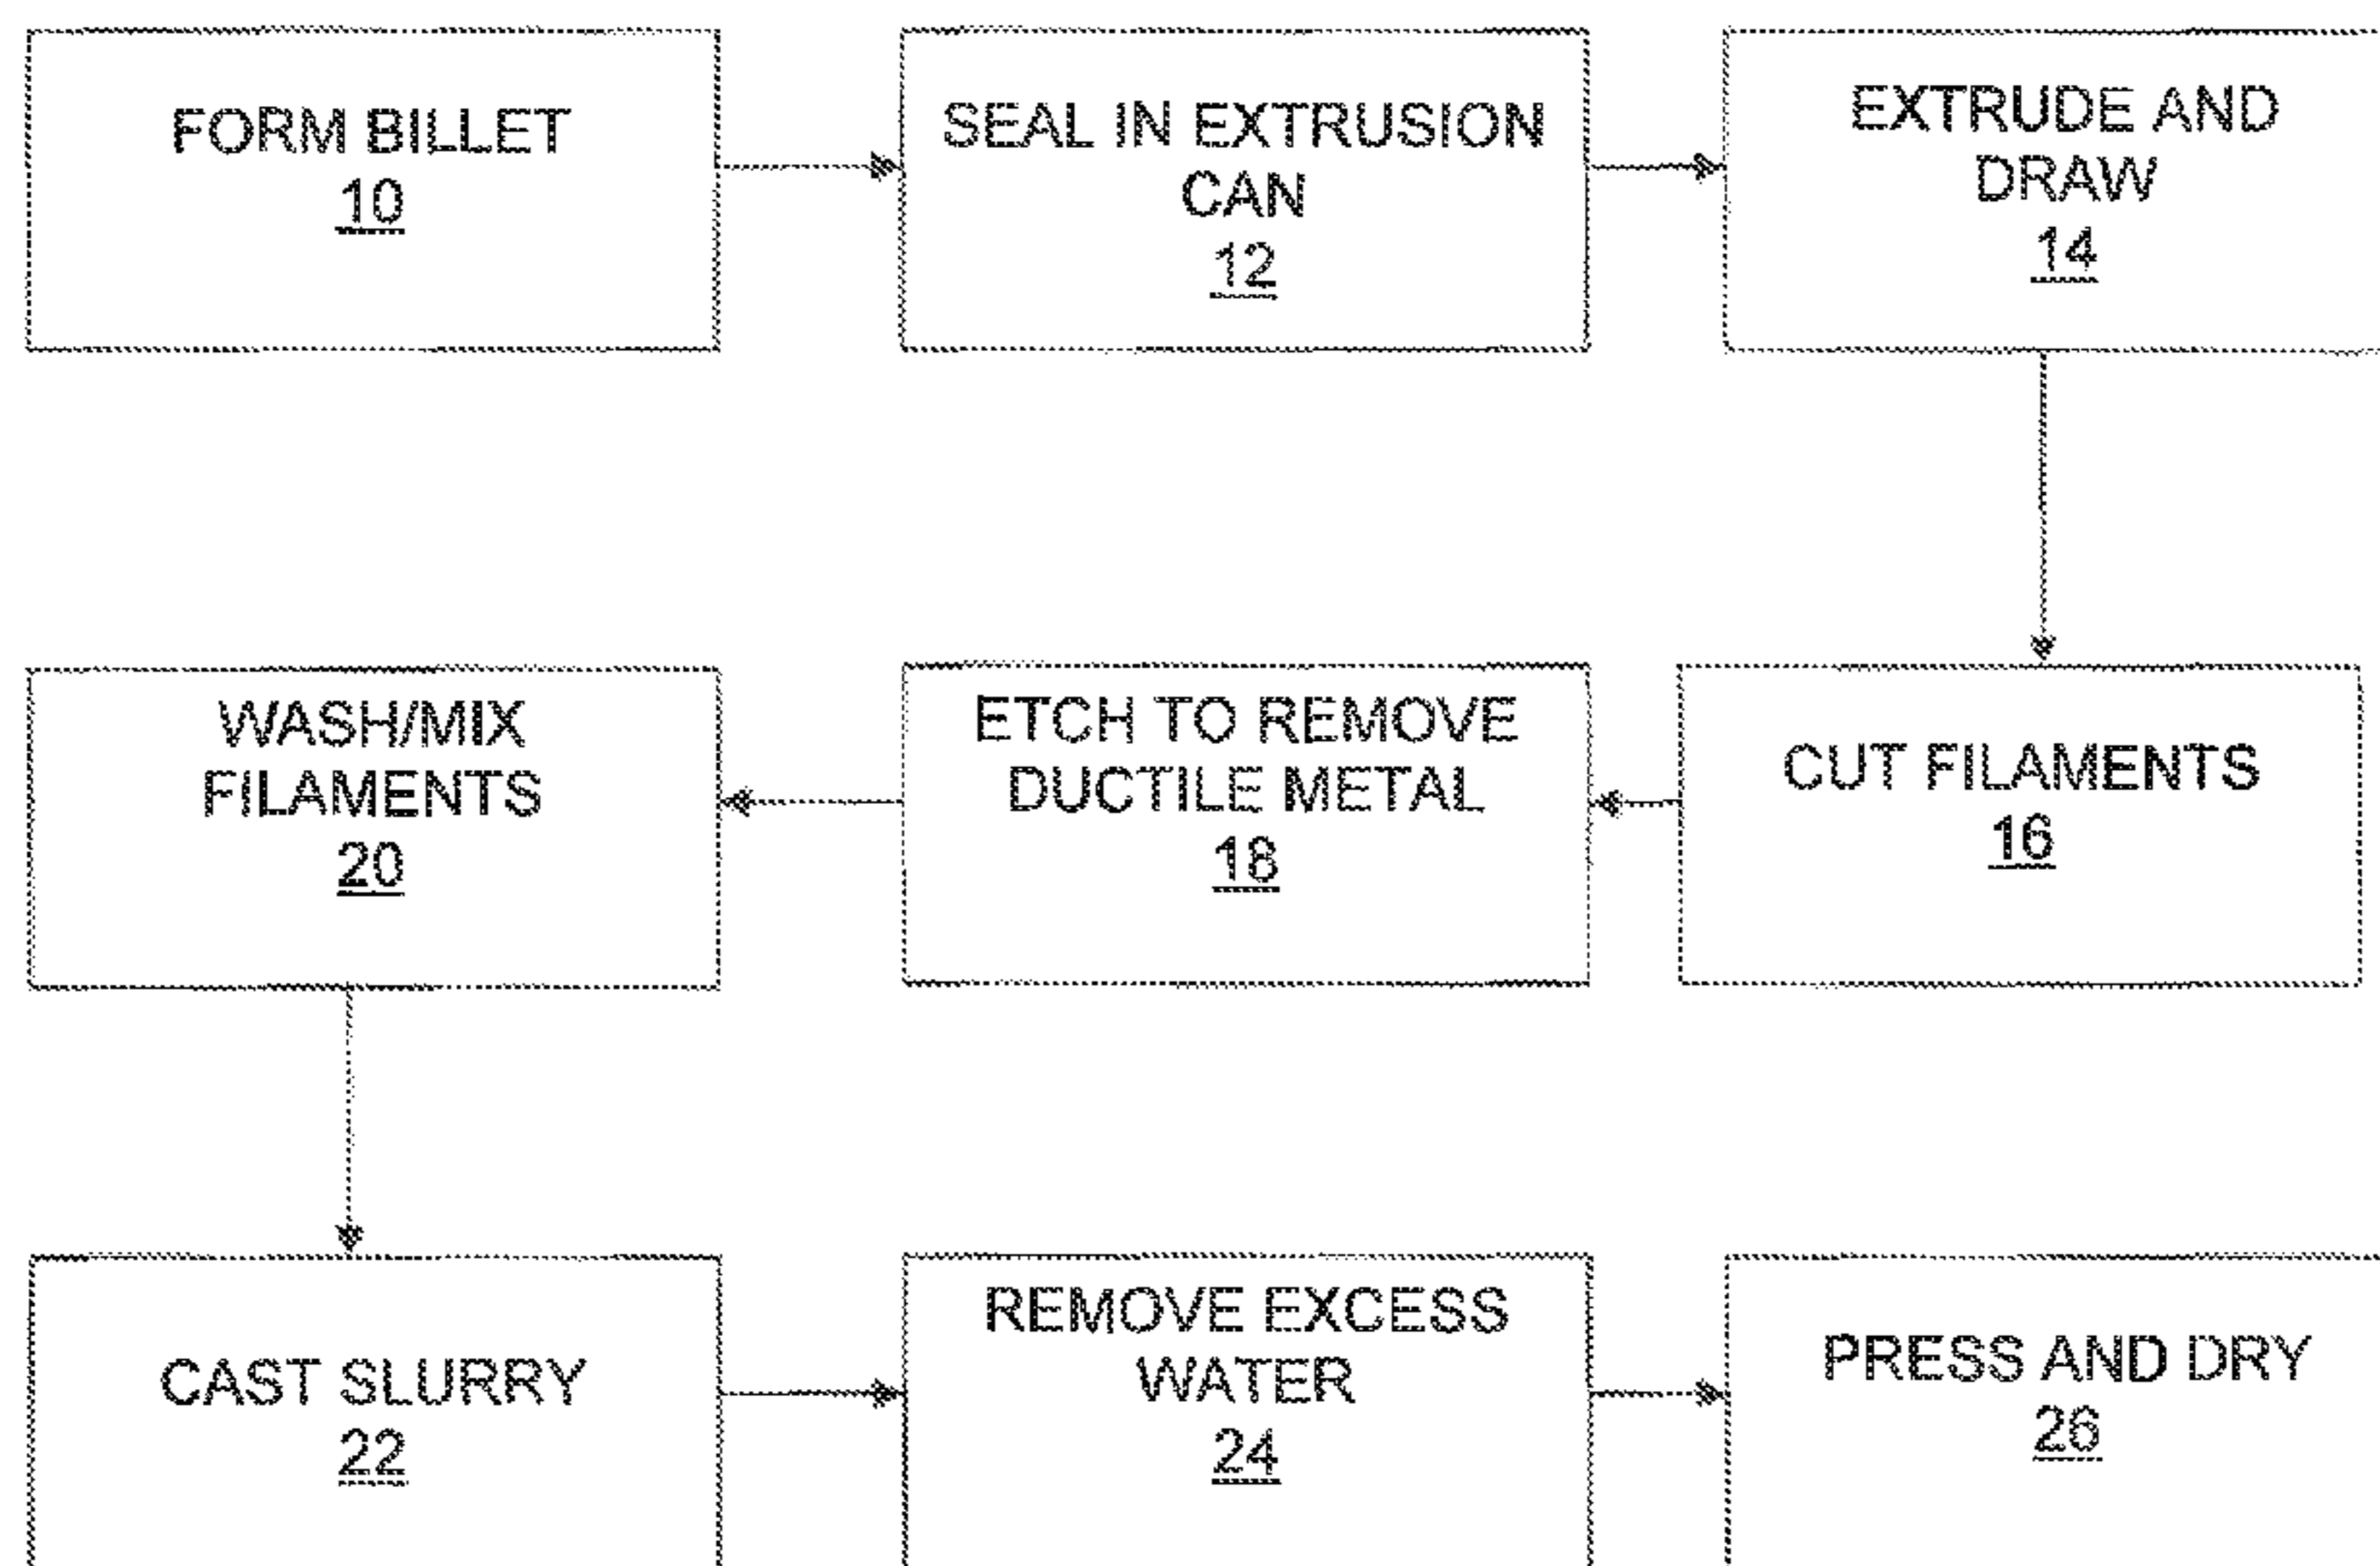 FORM BILLET
10
SEAL IN EXTRUSION
CAN
12
EXTRUDE AND
DRAW
14
CUT FILAMENTS
16
ETCH TO REMOVE
DUCTILE METAL
18
WASH/MIX
FILAMENTS
20
CAST SLURRY
22
REMOVE EXCESS
WATER
24
PRESS AND DRY
26